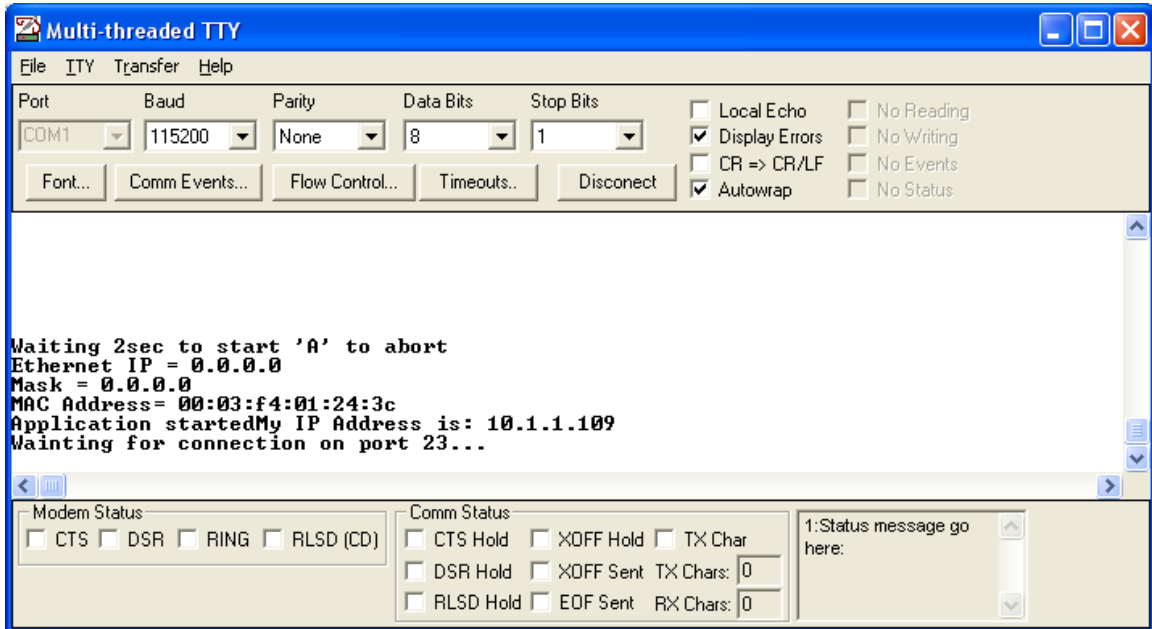 Multi-threaded TTY
File TTY Transfer Help
Port Baud Parity Data Bits Stop Bits
COM1 115200 None 8 1
Local Echo No Reading
Display Errors No Writing
CR => CR/LF No Events
Autowrap No Status
Font... Comm Events... Flow Control... Timeouts.. Disconect
Waiting 2sec to start 'A' to abort
Ethernet IP = 0.0.0.0
Mask = 0.0.0.0
MAC Address= 00:03:f4:01:24:3c
Application startedMy IP Address is: 10.1.1.109
Wainting for connection on port 23...
Modem Status
CTS DSR RING RLSD (CD)
Comm Status
CTS Hold XOFF Hold TX Char
DSR Hold XOFF Sent TX Chars: 0
RLSD Hold EOF Sent RX Chars: 0
1:Status message go
here: